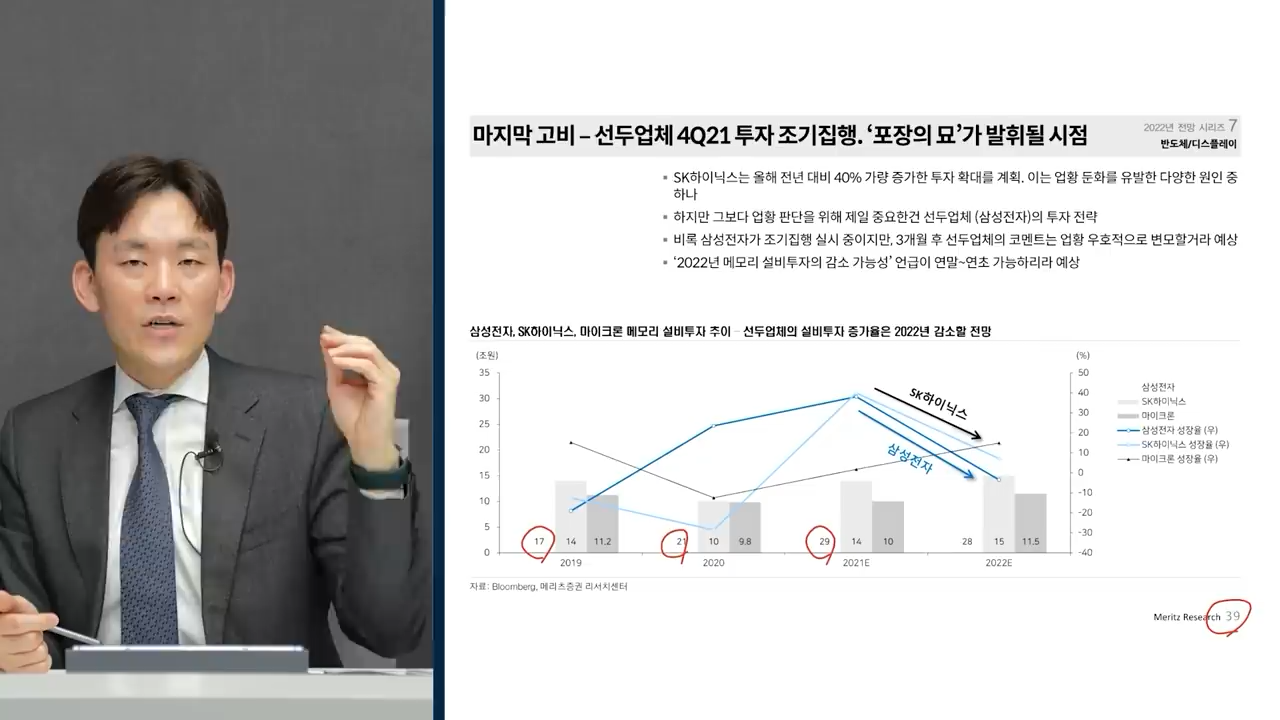 마지막 고비 – 선두업체 4Q21 투자 조기집행. ‘포장의 묘’가 발휘될 시점
2022년 전망 시리즈 7
반도체/디스플레이
▪ SK하이닉스는 올해 전년 대비 40% 가량 증가한 투자 확대를 계획. 이는 업황 둔화를 유발한 다양한 원인 중
하나
▪ 하지만 그보다 업황 판단을 위해 제일 중요한건 선두업체 (삼성전자)의 투자 전략
▪ 비록 삼성전자가 조기집행 실시 중이지만, 3개월 후 선두업체의 코멘트는 업황 우호적으로 변모할거라 예상
▪ ‘2022년 메모리 설비투자의 감소 가능성’ 언급이 연말~연초 가능하리라 예상
삼성전자, SK하이닉스, 마이크론 메모리 설비투자 추이 – 선두업체의 설비투자 증가율은 2022년 감소할 전망
(조원)
(%)
35
30
25
20
15
10
5
0
50
40
30
20
10
0
-10
-20
-30
-40
SK하이닉스
삼성전자
17 14 11.2
21 10 9.8
29 14 10
28 15 11.5
2019 2020 2021E 2022E
삼성전자
SK하이닉스
마이크론
삼성전자 성장율 (우)
SK하이닉스 성장율 (우)
마이크론 성장율 (우)
자료: Bloomberg, 메리츠증권 리서치센터
Meritz Research 39